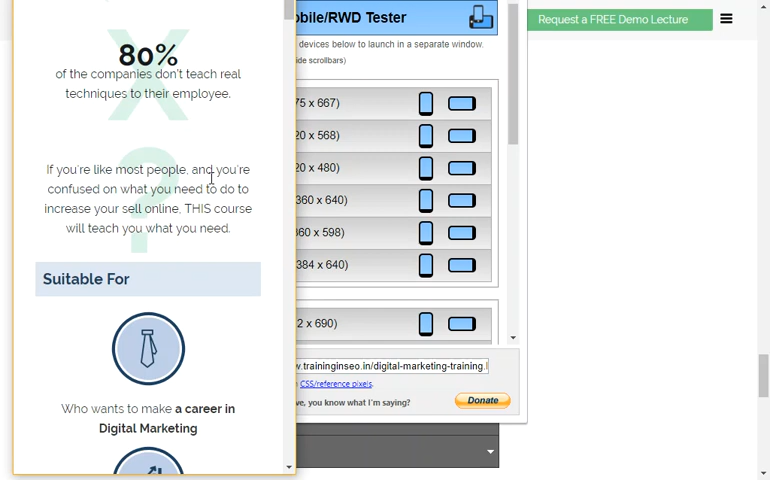 80%
of the companies don't teach real
techniques to their employee.
If you're like most people, and you're
confused on what you need to do to
increase your sell online, THIS course
will teach you what you need.
Suitable For
Who wants to make a career in
Digital Marketing
obile/RWD Tester
devices below to launch in a separate window.
ide scrollbars)
75 x 667)
20 x 568)
20 x 480)
360 x 640)
360 x 598)
384 x 640)
2 x 690)
w.traininginseo.in/digital-marketing-training.
CSS/reference pixels.
ve, you know what I'm saying?
Donate
Request a FREE Demo Lecture